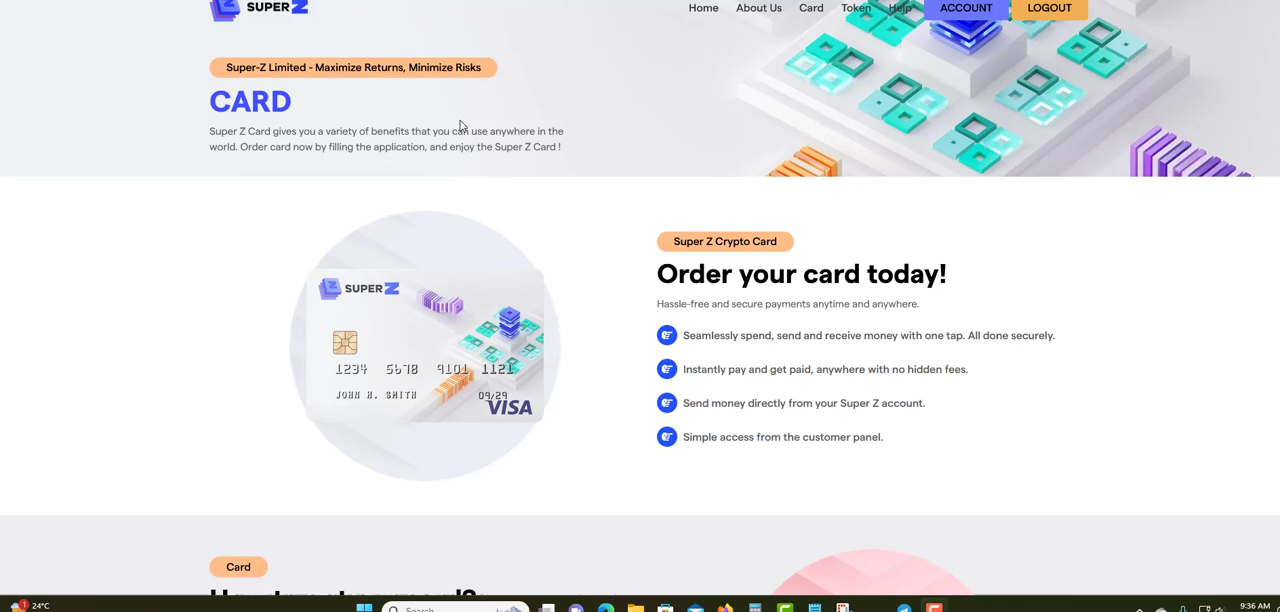 SUPER Z
Home About Us Card Token Help ACCOUNT LOGOUT
Super-Z Limited - Maximize Returns, Minimize Risks
CARD
Super Z Card gives you a variety of benefits that you can use anywhere in the
world. Order card now by filling the application, and enjoy the Super Z Card !
SUPER Z
1234 5678 9101 1121
JOHN H. SMITH 09/29
VISA
Super Z Crypto Card
Order your card today!
Hassle-free and secure payments anytime and anywhere.
Seamlessly spend, send and receive money with one tap. All done securely.
Instantly pay and get paid, anywhere with no hidden fees.
Send money directly from your Super Z account.
Simple access from the customer panel.
Card
1
24°C
Search
9:36 AM